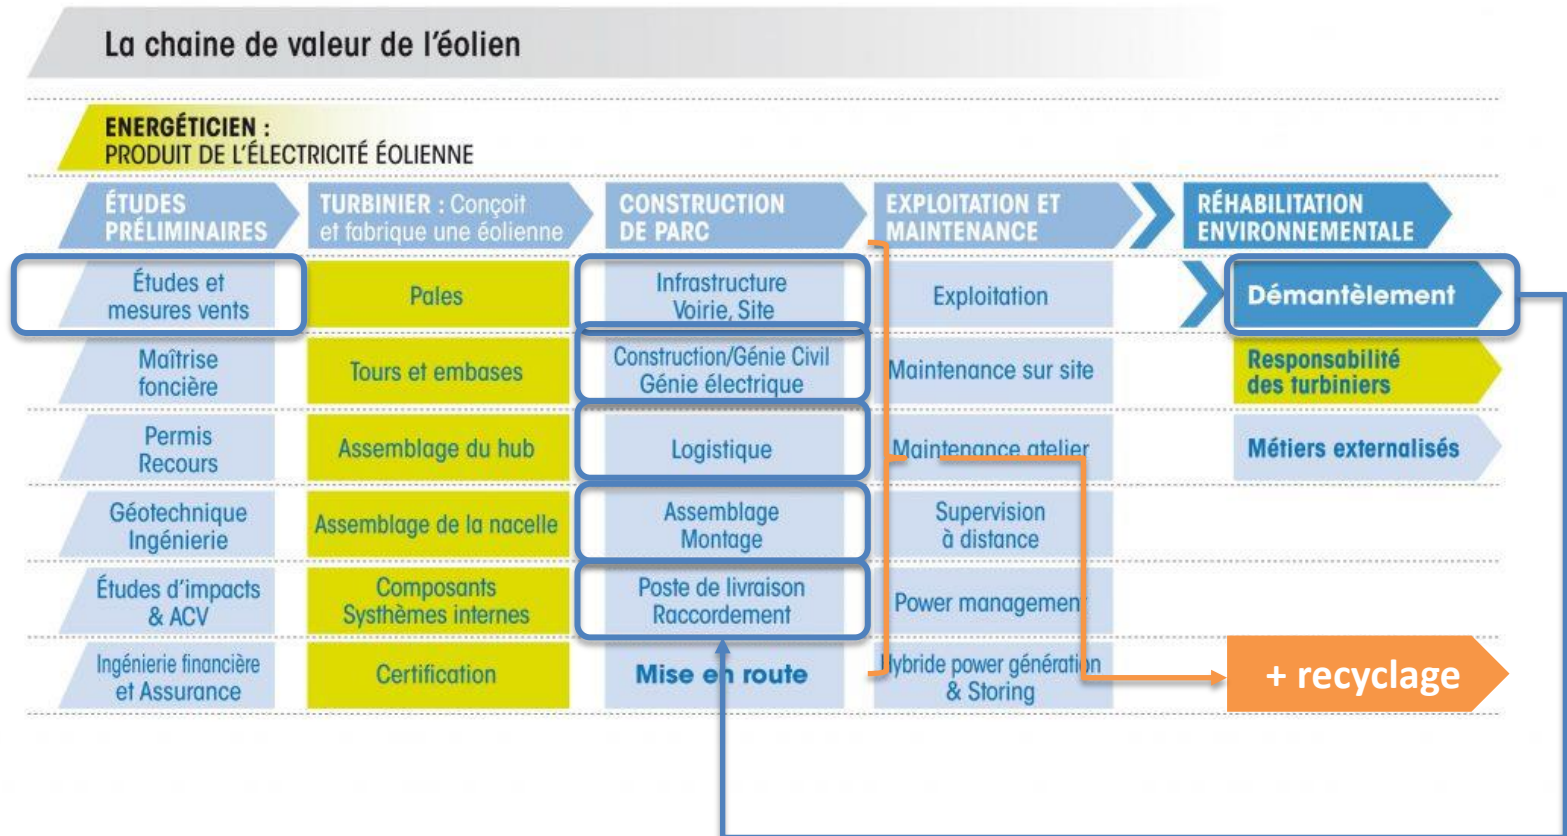 La chaine de valeur de l'éolien
ENERGÉTICIEN :
PRODUIT DE L'ÉLECTRICITÉ ÉOLIENNE
ÉTUDES
PRÉLIMINAIRES
TURBINIER : Conçoit
et fabrique une éolienne
CONSTRUCTION
DE PARC
EXPLOITATION ET
MAINTENANCE
RÉHABILITATION
ENVIRONNEMENTALE
Études et
mesures vents
Pales
Infrastructure
Voirie, Site
Exploitation
Démantèlement
Maîtrise
foncière
Tours et embases
Construction/Génie Civil
Génie électrique
Maintenance sur site
Responsabilité
des turbiniers
Permis
Recours
Assemblage du hub
Logistique
Maintenance atelier
Métiers externalisés
Géotechnique
Ingénierie
Assemblage de la nacelle
Assemblage
Montage
Supervision
à distance
Études d'impacts
& ACV
Composants
Systhèmes internes
Poste de livraison
Raccordement
Power management
Ingénierie financière
et Assurance
Certification
Mise en route
Hybride power génération
& Storing
+ recyclage